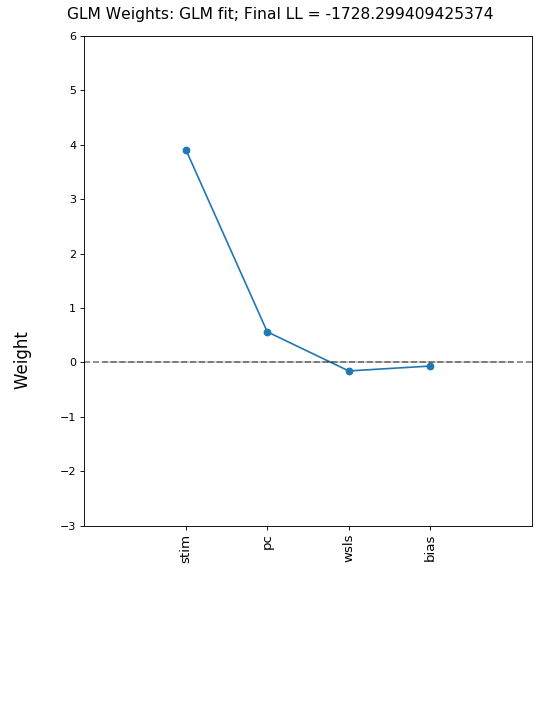 GLM Weights: GLM fit; Final LL = -1728.299409425374
6
5
4
3
2
1
0
−1
−2
−3
Weight
stim
pc
wsls
bias